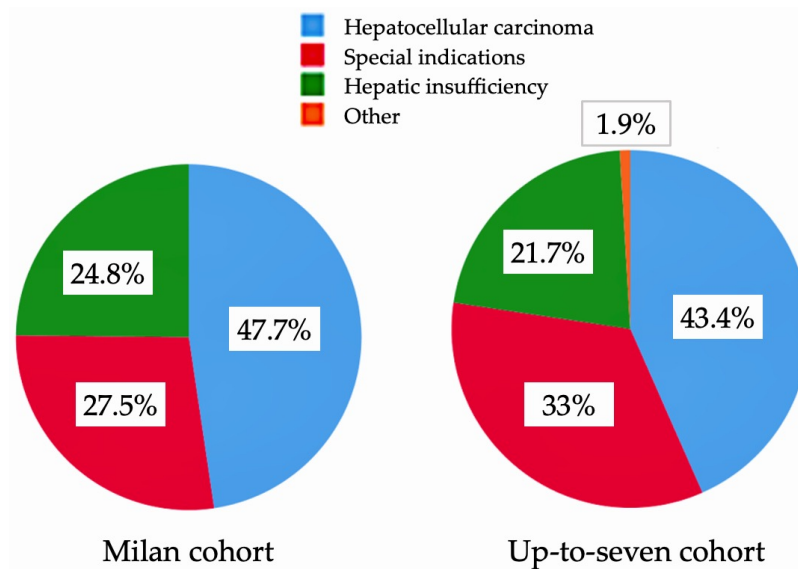 Hepatocellular carcinoma
Special indications
Hepatic insufficiency
Other
1.9%
24.8%
47.7%
27.5%
21.7%
43.4%
33%
Milan cohort
Up-to-seven cohort